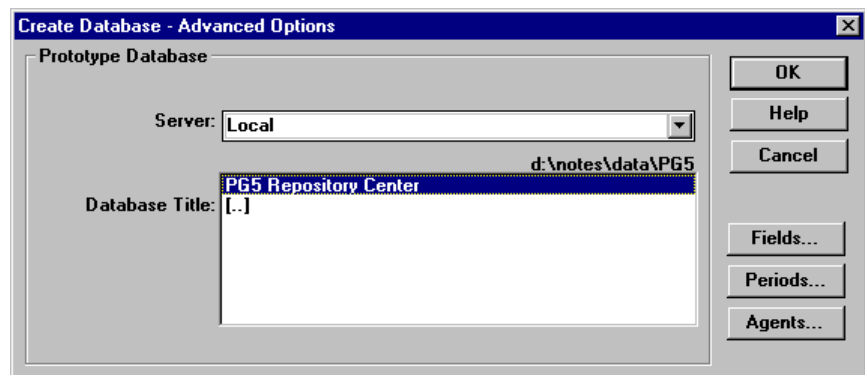 Create Database - Advanced Options
Prototype Database
Server: Local
d:\notes\data\PG5
Database Title:
PG5 Repository Center
[..]
OK
Help
Cancel
Fields...
Periods...
Agents...